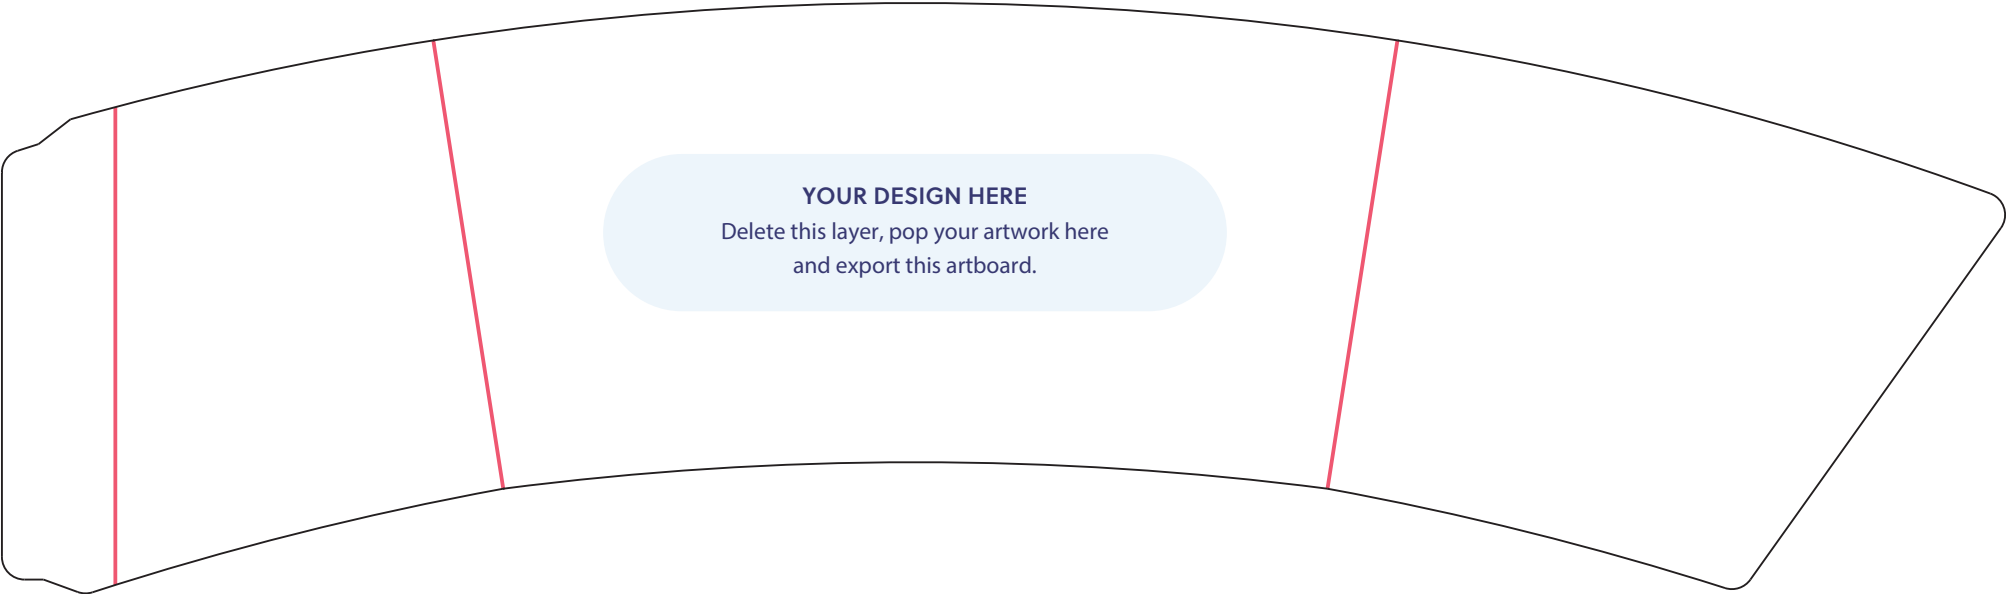 YOUR DESIGN HERE
Delete this layer, pop your artwork here
and export this artboard.